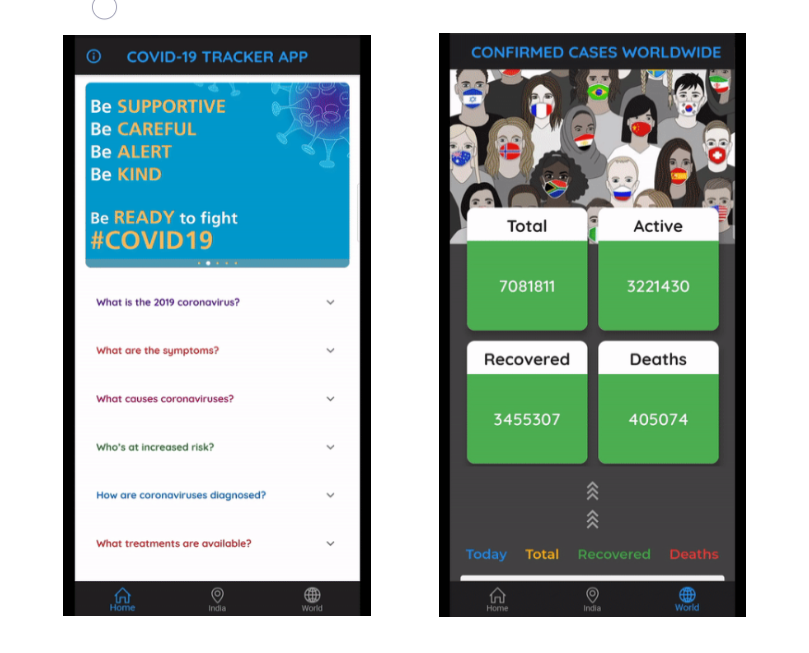 COVID-19 TRACKER APP
Be SUPPORTIVE
Be CAREFUL
Be ALERT
Be KIND
Be READY to fight
#COVID19
What is the 2019 coronavirus?
What are the symptoms?
What causes coronaviruses?
Who's at increased risk?
How are coronaviruses diagnosed?
What treatments are available?
Home India World
CONFIRMED CASES WORLDWIDE
Total Active
7081811 3221430
Recovered Deaths
3455307 405074
Today Total Recovered Deaths
Home India World